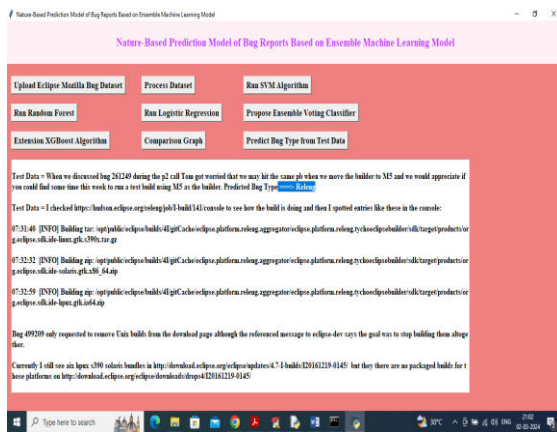 Nature-Based Prediction Model of Bug Reports Based on Ensemble Machine Learning Model
Nature-Based Prediction Model of Bug Reports Based on Ensemble Machine Learning Model
Upload Eclipse Mozilla Bug Dataset
Process Dataset
Run SVM Algorithm
Run Random Forest
Run Logistic Regression
Propose Ensemble Voting Classifier
Extension XGBoost Algorithm
Comparison Graph
Predict Bug Type from Test Data
Test Data = When we discussed bug 261249 during the p2 call Tom got worried that we may hit the same pb when we move the builder to M5 and we would appreciate if
you could find some time this week to run a test build using M5 as the builder. Predicted Bug Type ===> Releng
Test Data = I checked https://hudson.eclipse.org/releng/job/I-build/141/console to see how the build is doing and then I spotted entries like these in the console:
07:31:40 [INFO] Building tar: /opt/public/eclipse/builds/4I/gitCache/eclipse.platform.releng.aggregator/eclipse.platform.releng.tychoeclipsebuilder/sdk/target/products/or
g.eclipse.sdk.ide-linux.gtk.s390x.tar.gz
07:32:32 [INFO] Building zip: /opt/public/eclipse/builds/4I/gitCache/eclipse.platform.releng.aggregator/eclipse.platform.releng.tychoeclipsebuilder/sdk/target/products/or
g.eclipse.sdk.ide-solaris.gtk.x86_64.zip
07:32:59 [INFO] Building zip: /opt/public/eclipse/builds/4I/gitCache/eclipse.platform.releng.aggregator/eclipse.platform.releng.tychoeclipsebuilder/sdk/target/products/or
g.eclipse.sdk.ide-hpux.gtk.ia64.zip
Bug 499209 only requested to remove Unix builds from the download page although the referenced message to eclipse-dev says the goal was to stop building them altoge
ther.
Currently I still see aix hpux s390 solaris bundles in http://download.eclipse.org/eclipse/updates/4.7-I-builds/I20161219-0145/ but they there are no packaged builds for t
hose platforms on http://download.eclipse.org/eclipse/downloads/drops4/I20161219-0145/
Type here to search
30°C
ENG
21:02
02-03-2024